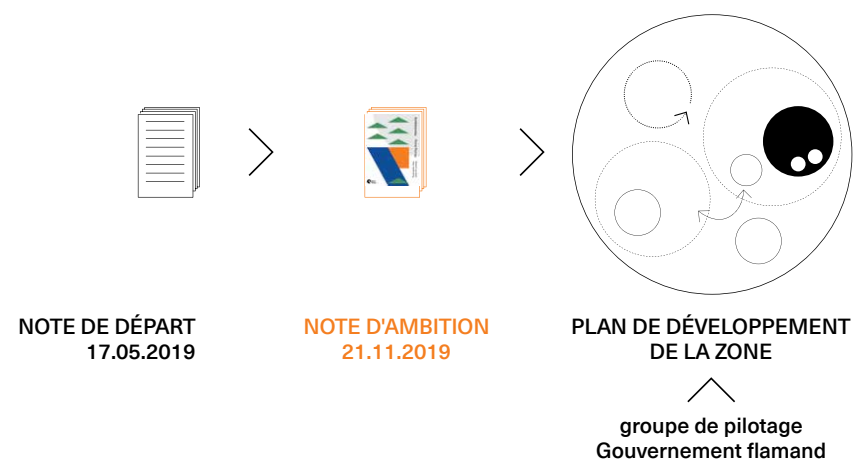 NOTE DE DÉPART
17.05.2019
NOTE D'AMBITION
21.11.2019
PLAN DE DÉVELOPPEMENT
DE LA ZONE
groupe de pilotage
Gouvernement flamand